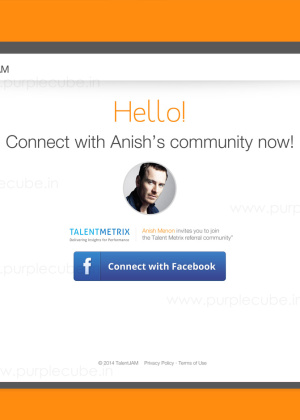 AM
www.purplecube.in
Hello!
Connect with Anish's community now!
www.purplecube.in
www.purplecube.in
TALENTMETRIX
Delivering Insights for Performance
Anish Menon invites you to join
the Talent Metrix referral community"
f Connect with Facebook
www.purplecube.in
www.purplecube.in
© 2014 TalentJAM Privacy Policy · Terms of Use
www.purplecube.in